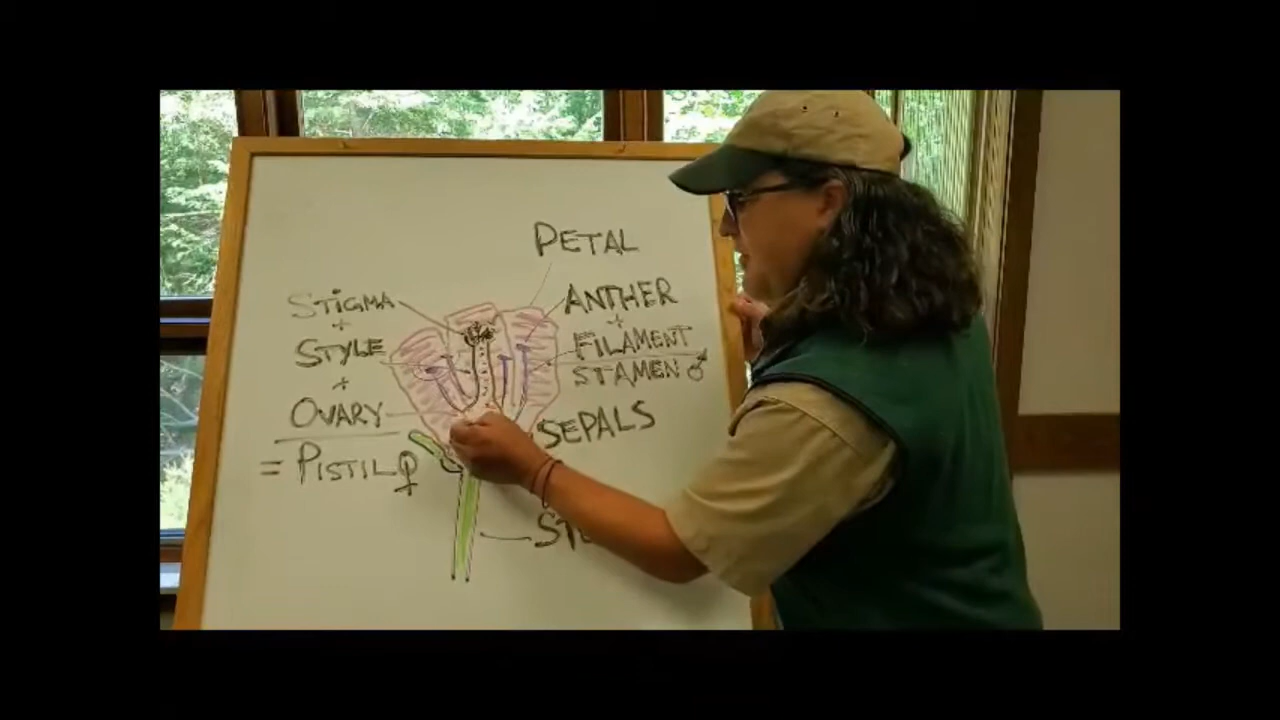 PETAL
STIGMA
+
STYLE
+
OVARY
= PISTIL ♀
ANTHER
+
FILAMENT
STAMEN ♂
SEPALS